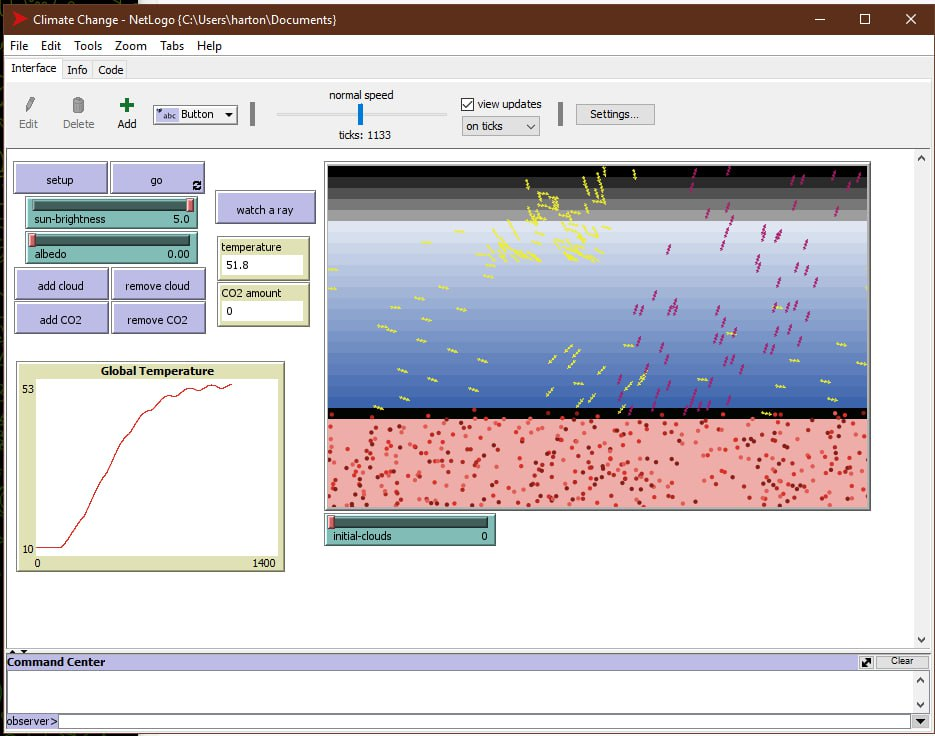 Climate Change - NetLogo {C:\Users\harton\Documents}
File Edit Tools Zoom Tabs Help
Interface Info Code
normal speed
Edit Delete Add abc Button view updates
on ticks Settings...
ticks: 1133
setup go
sun-brightness 5.0
watch a ray
albedo 0.00
temperature
51.8
add cloud remove cloud
CO2 amount
0
add CO2 remove CO2
Global Temperature
53
10
0 1400
initial-clouds 0
Command Center Clear
observer>